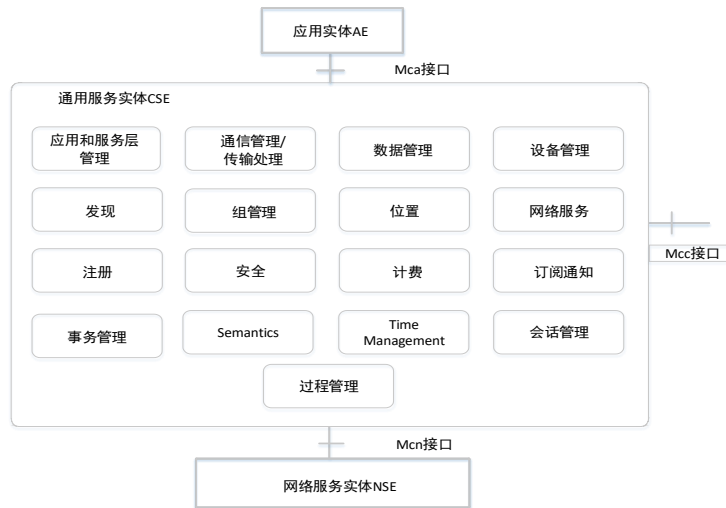 应用实体AE
Mca接口
通用服务实体CSE
应用和服务层
管理
通信管理/
传输处理
数据管理
设备管理
发现
组管理
位置
网络服务
注册
安全
计费
订阅通知
Mcc接口
事务管理
Semantics
Time
Management
会话管理
过程管理
Mcn接口
网络服务实体NSE